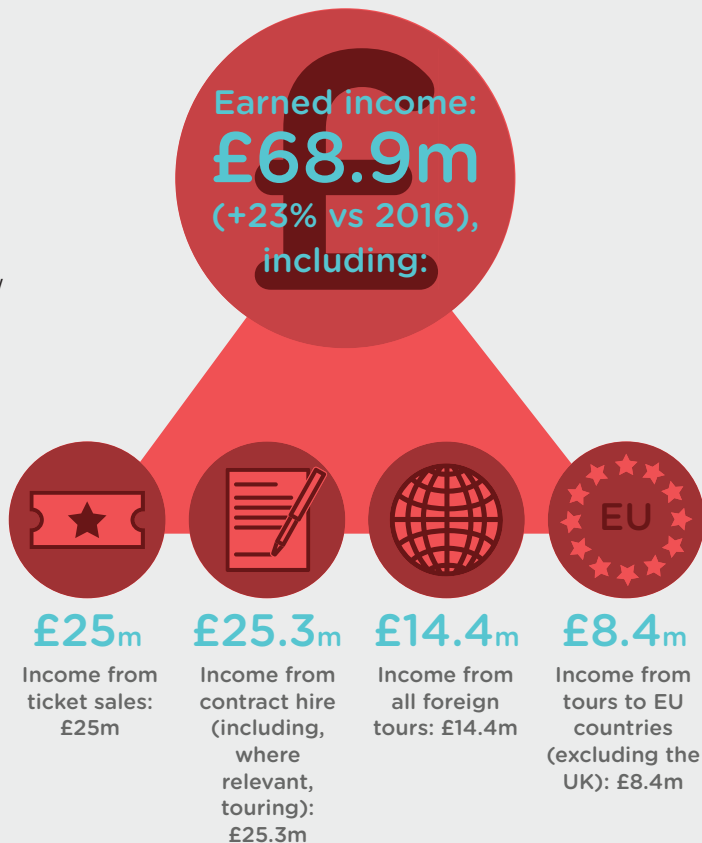 Earned income:
£68.9m
(+23% vs 2016),
including:
EU
£25m
Income from
ticket sales:
£25m
£25.3m
Income from
contract hire
(including,
where
relevant,
touring):
£25.3m
£14.4m
Income from
all foreign
tours: £14.4m
£8.4m
Income from
tours to EU
countries
(excluding the
UK): £8.4m